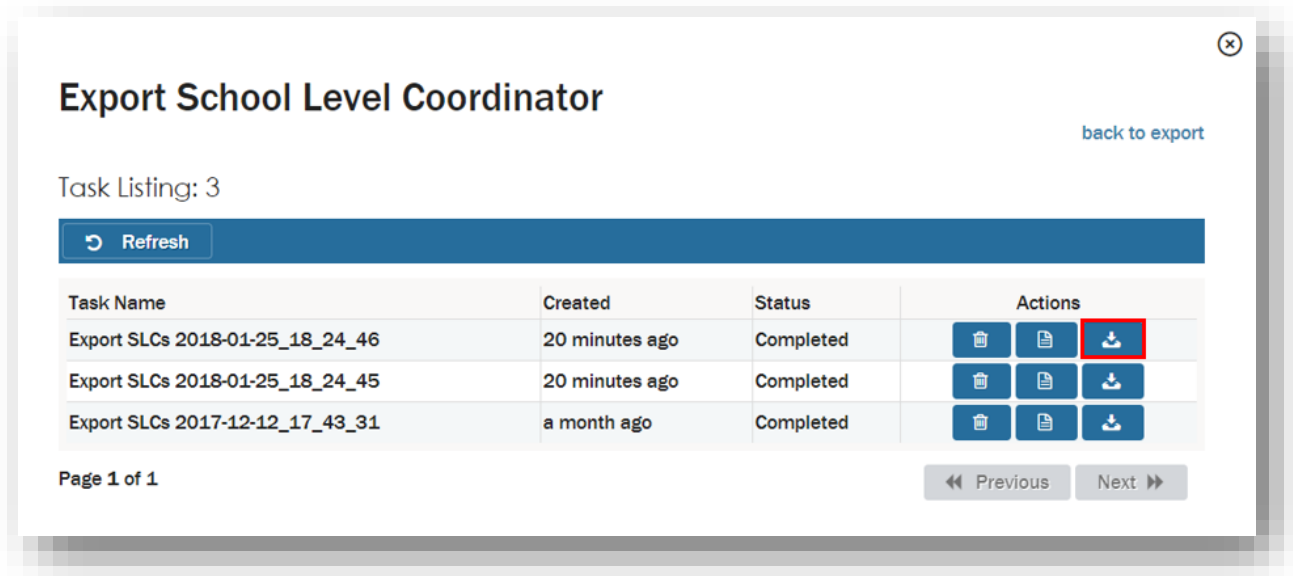 Export School Level Coordinator
back to export
Task Listing: 3
Refresh
Task Name Created Status Actions
Export SLCs 2018-01-25_18_24_46 20 minutes ago Completed
Export SLCs 2018-01-25_18_24_45 20 minutes ago Completed
Export SLCs 2017-12-12_17_43_31 a month ago Completed
Page 1 of 1 Previous Next